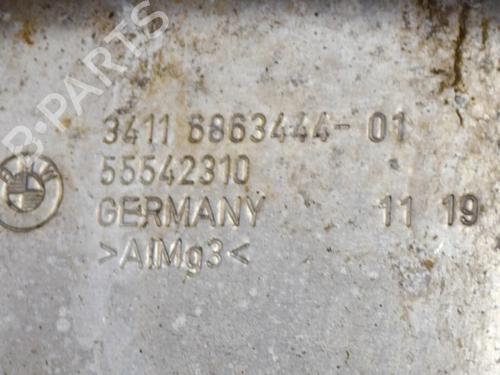 B-PARTS
3411 6863444-01
55542310
GERMANY 11 19
>AlMg3<